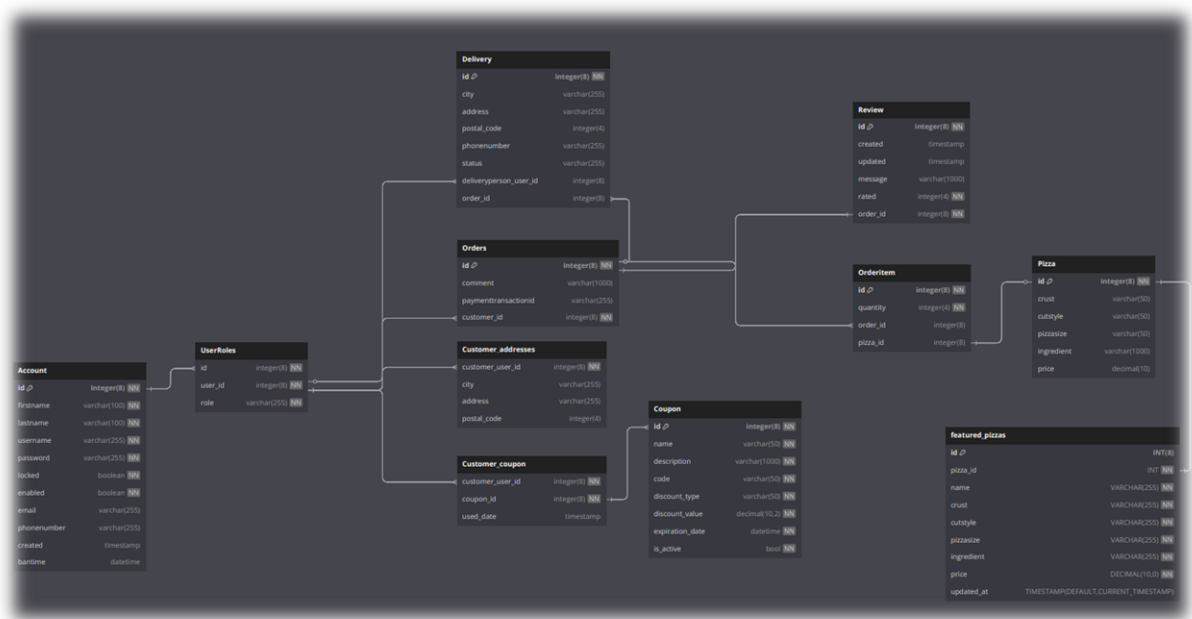 Delivery
id integer(8) NN
city varchar(255)
address varchar(255)
postal_code integer(4)
phonenumber varchar(255)
status varchar(255)
deliveryperson_user_id integer(8)
order_id integer(8)
Orders
id integer(8) NN
comment varchar(1000)
paymenttransactionid varchar(255)
customer_id integer(8) NN
Customer_addresses
customer_user_id integer(8) NN
city varchar(255)
address varchar(255)
postal_code integer(4)
Customer_coupon
customer_user_id integer(8) NN
coupon_id integer(8) NN
used_date timestamp
UserRoles
id integer(8) NN
user_id integer(8) NN
role varchar(255) NN
Account
id integer(8) NN
firstname varchar(100) NN
lastname varchar(100) NN
username varchar(255) NN
password varchar(255) NN
locked boolean NN
enabled boolean NN
email varchar(255)
phonenumber varchar(255)
created timestamp
bantime datetime
Coupon
id integer(8) NN
name varchar(50) NN
description varchar(1000) NN
code varchar(50) NN
discount_type varchar(50) NN
discount_value decimal(10,2) NN
expiration_date datetime NN
is_active bool NN
Review
id integer(8) NN
created timestamp
updated timestamp
message varchar(1000)
rated integer(4) NN
order_id integer(8) NN
Orderitem
id integer(8) NN
quantity integer(4) NN
order_id integer(8)
pizza_id integer(8)
Pizza
id integer(8) NN
crust varchar(50)
cutstyle varchar(50)
pizzasize varchar(50)
ingredient varchar(1000)
price decimal(10)
featured_pizzas
id INT(8)
pizza_id INT NN
name VARCHAR(255) NN
crust VARCHAR(255) NN
cutstyle VARCHAR(255) NN
pizzasize VARCHAR(255) NN
ingredient VARCHAR(255) NN
price DECIMAL(10,0) NN
updated_at TIMESTAMP(DEFAULT,CURRENT_TIMESTAMP)